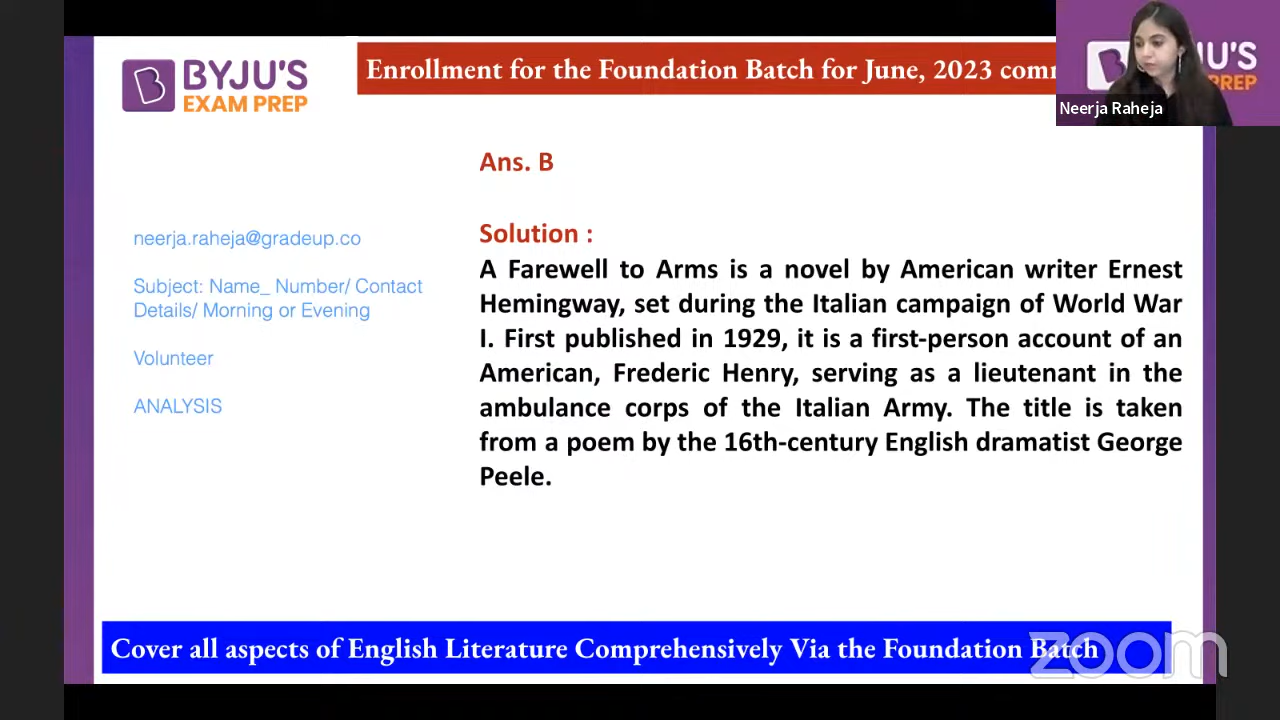 BYJU'S
EXAM PREP
Enrollment for the Foundation Batch for June, 2023
JU'S
PREP
Neerja Raheja
Ans. B
neerja.raheja@gradeup.co
Subject: Name_ Number/ Contact
Details/ Morning or Evening
Volunteer
ANALYSIS
Solution :
A Farewell to Arms is a novel by American writer Ernest
Hemingway, set during the Italian campaign of World War
I. First published in 1929, it is a first-person account of an
American, Frederic Henry, serving as a lieutenant in the
ambulance corps of the Italian Army. The title is taken
from a poem by the 16th-century English dramatist George
Peele.
Cover all aspects of English Literature Comprehensively Via the Foundation Batch
zoom